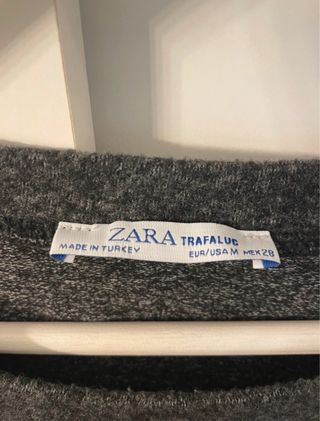 ZARA TRAFALUC
MADE IN TURKEY EUR/USA M MEX 28